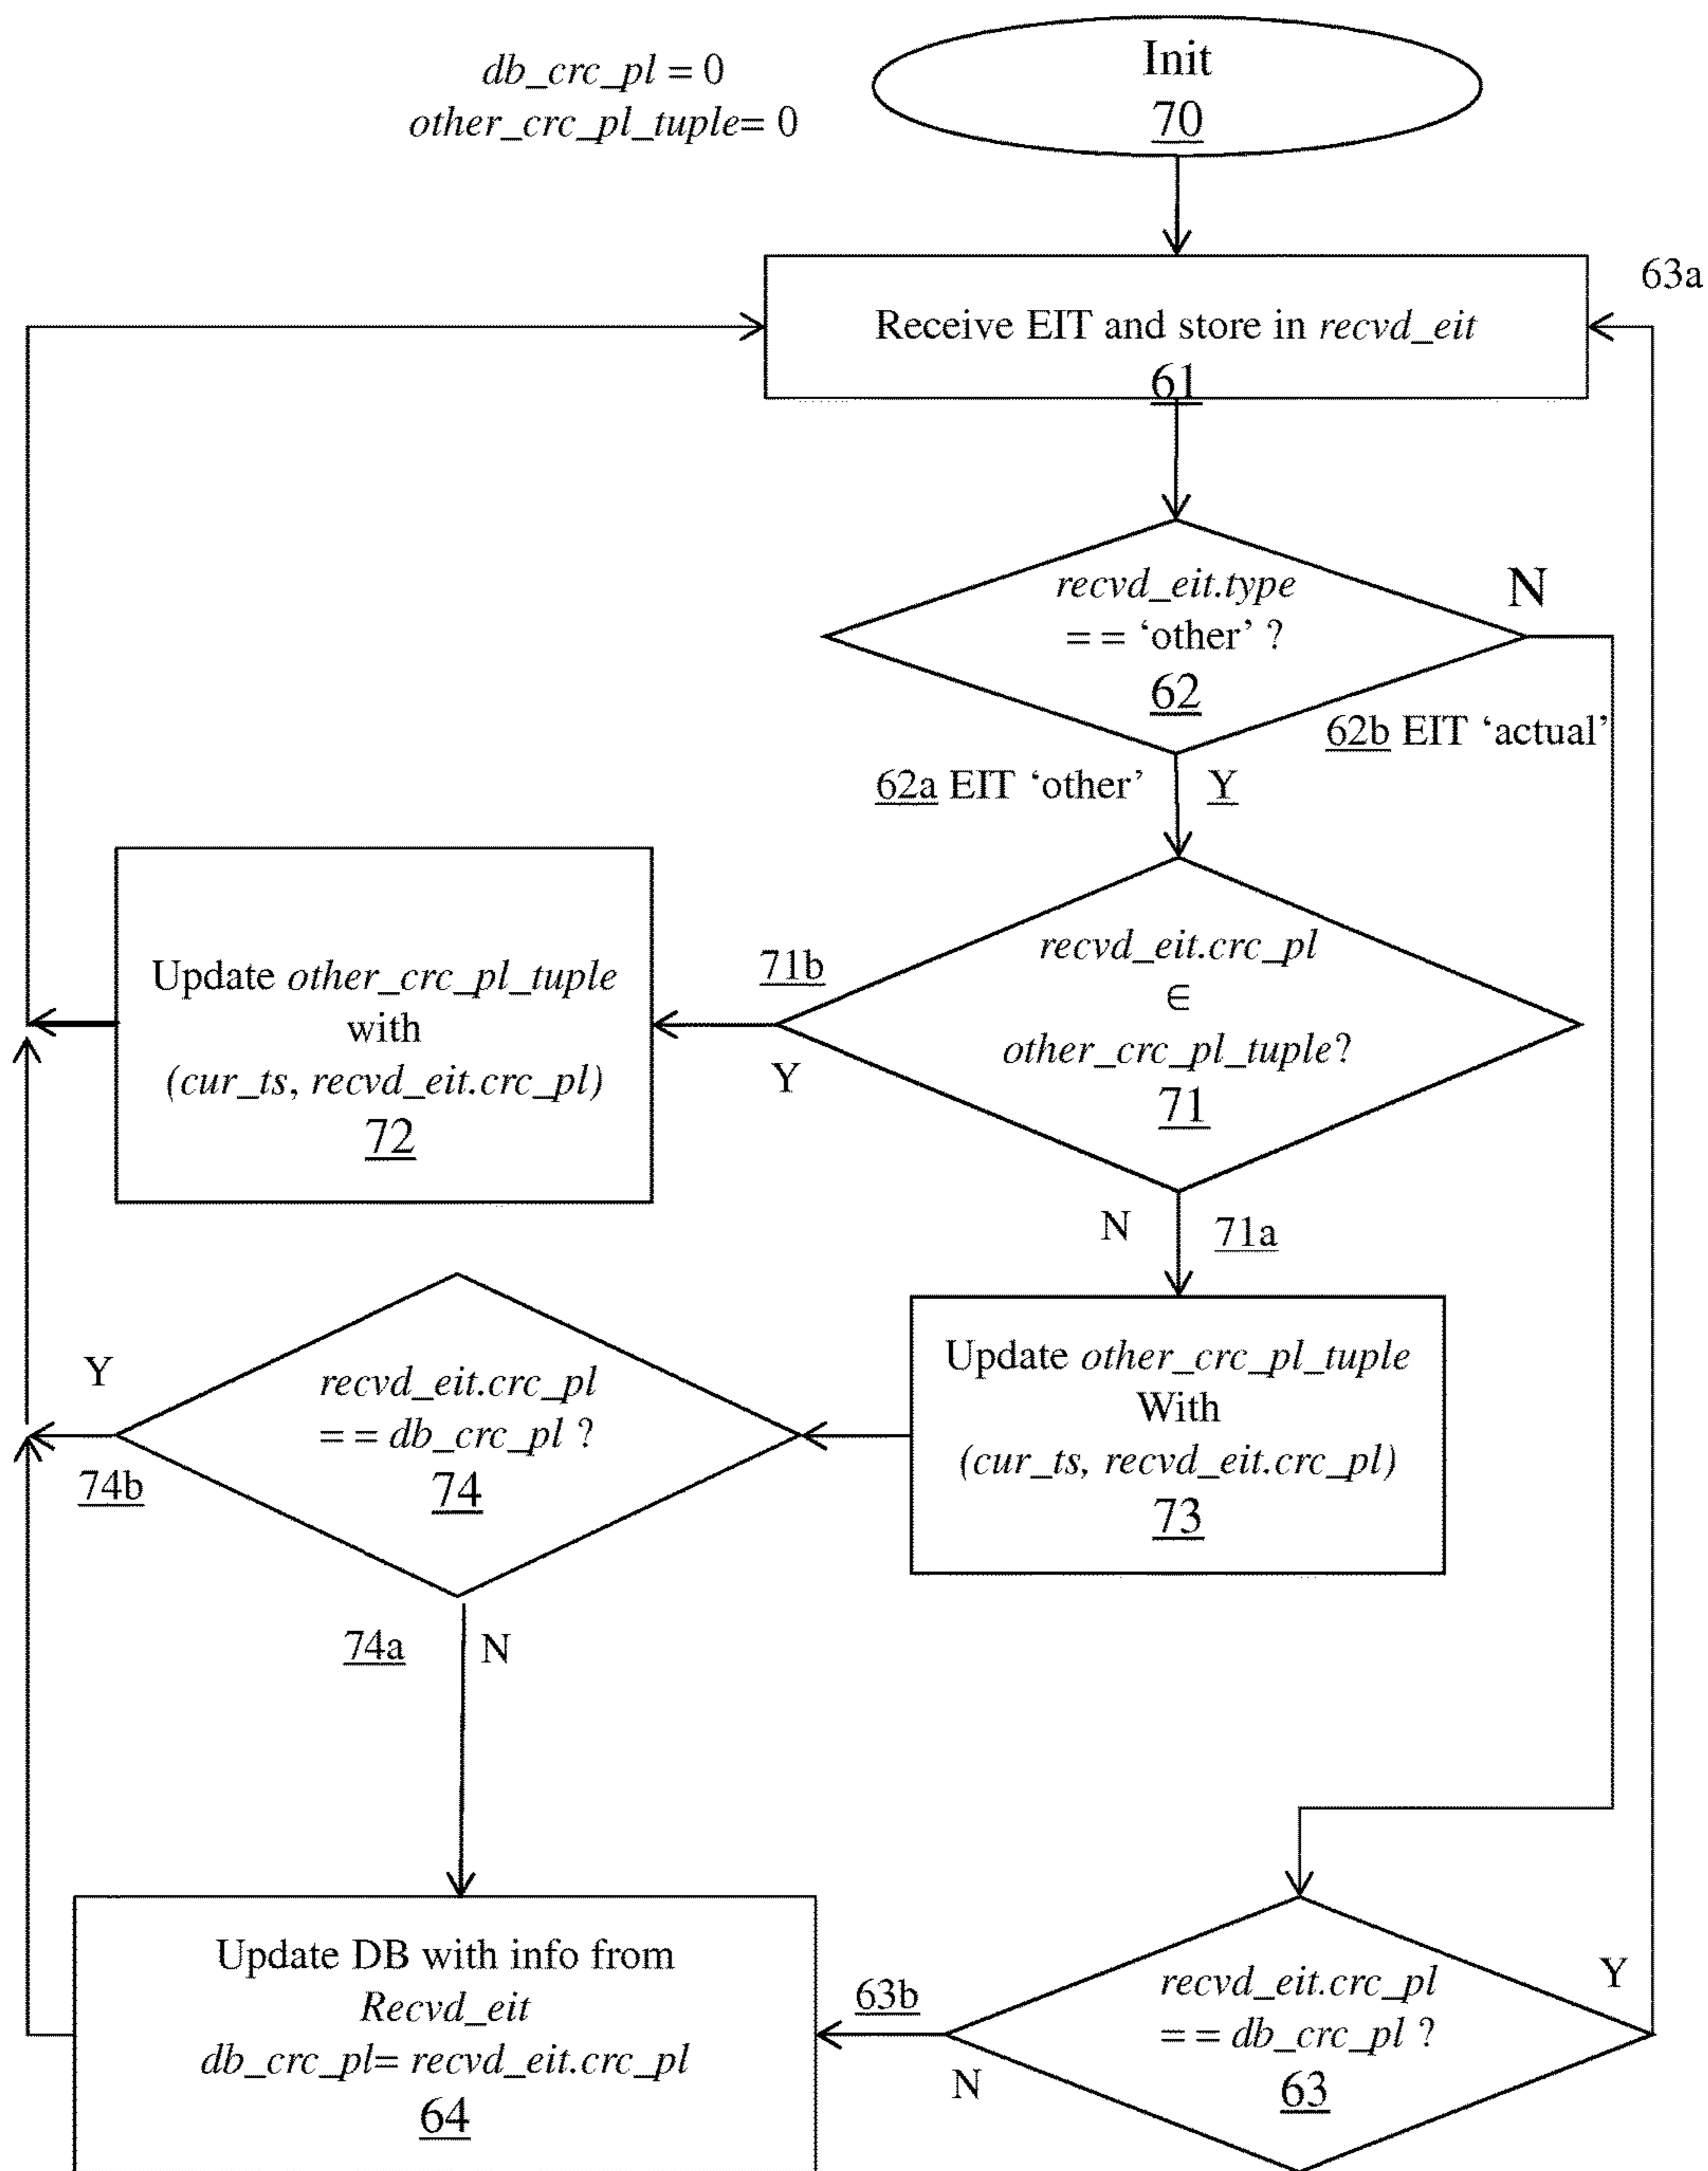 db_crc_pl = 0
other_crc_pl_tuple= 0
Init
70
63a
Receive EIT and store in recvd_eit
61
recvd_eit.type
= = ‘other’ ?
62
N
62b EIT ‘actual’
62a EIT ‘other’ Y
recvd_eit.crc_pl
∈
other_crc_pl_tuple?
71
71b
Y
Update other_crc_pl_tuple
with
(cur_ts, recvd_eit.crc_pl)
72
N 71a
Update other_crc_pl_tuple
With
(cur_ts, recvd_eit.crc_pl)
73
recvd_eit.crc_pl
= = db_crc_pl ?
74
Y
74b
74a N
Update DB with info from
Recvd_eit
db_crc_pl= recvd_eit.crc_pl
64
63b
N
recvd_eit.crc_pl
= = db_crc_pl ?
63
Y